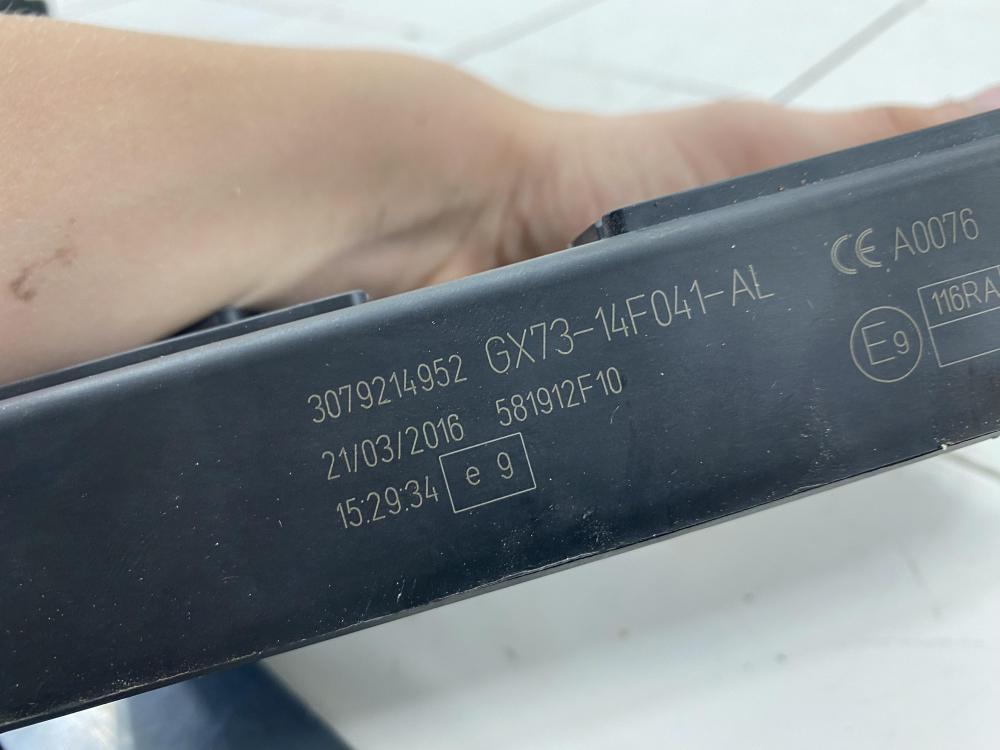 3079214952 GX73-14F041-AL
21/03/2016 581912F10
15:29:34 e 9
CE A0076
E9 116RA